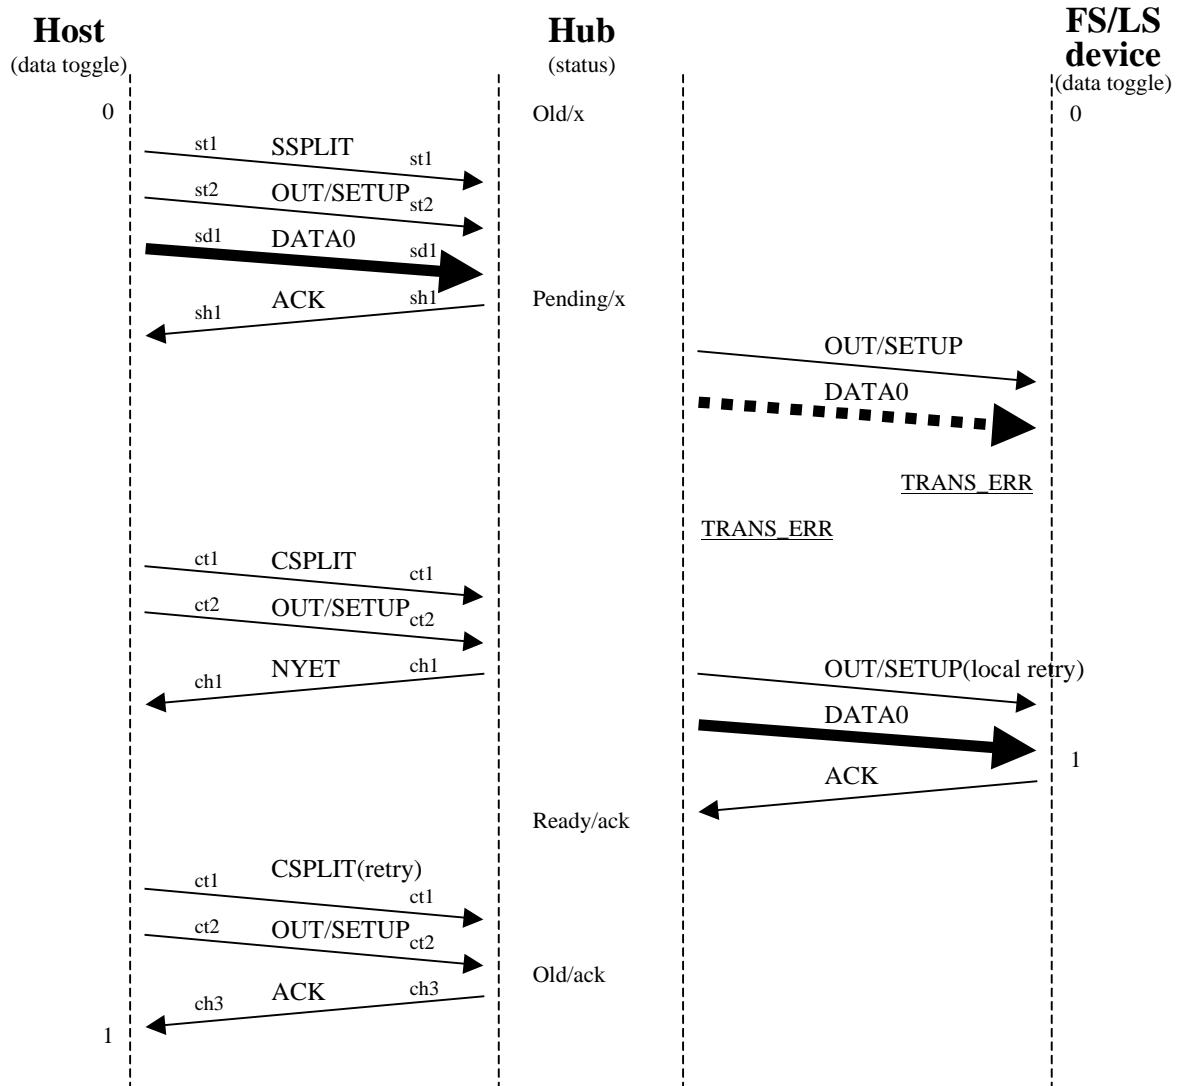 Host
(data toggle)
Hub
(status)
FS/LS
device
(data toggle)
0
Old/x
0
st1 SSPLIT st1
st2 OUT/SETUP st2
sd1 DATA0 sd1
sh1 ACK sh1
Pending/x
OUT/SETUP
DATA0
TRANS_ERR
TRANS_ERR
ct1 CSPLIT ct1
ct2 OUT/SETUP ct2
ch1 NYET ch1
OUT/SETUP(local retry)
DATA0
1
ACK
Ready/ack
ct1 CSPLIT(retry) ct1
ct2 OUT/SETUP ct2
Old/ack
ch3 ACK ch3
1